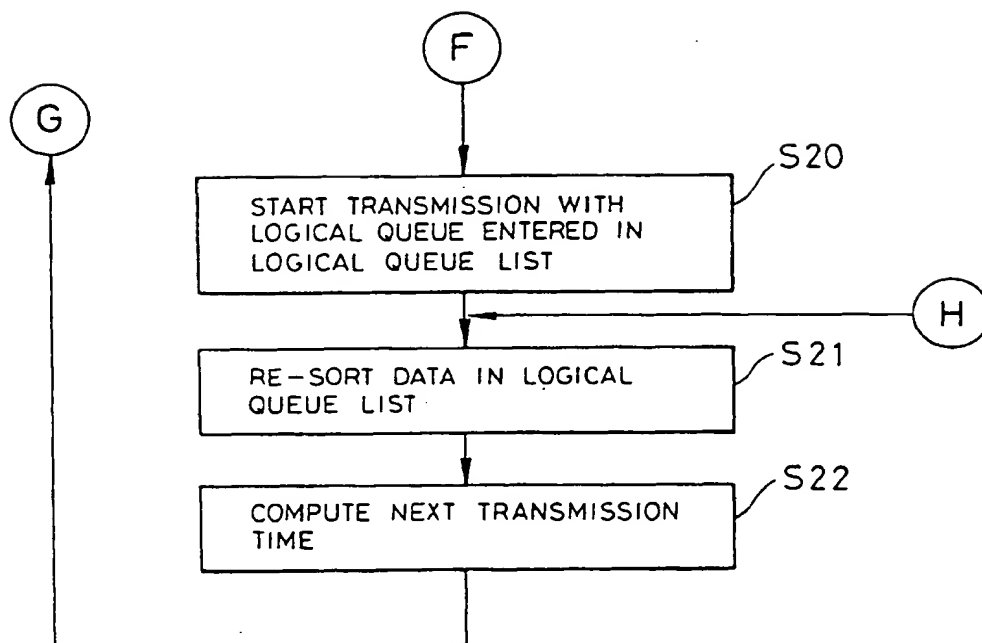 F
G
S20
START TRANSMISSION WITH
LOGICAL QUEUE ENTERED IN
LOGICAL QUEUE LIST
H
S21
RE-SORT DATA IN LOGICAL
QUEUE LIST
S22
COMPUTE NEXT TRANSMISSION
TIME